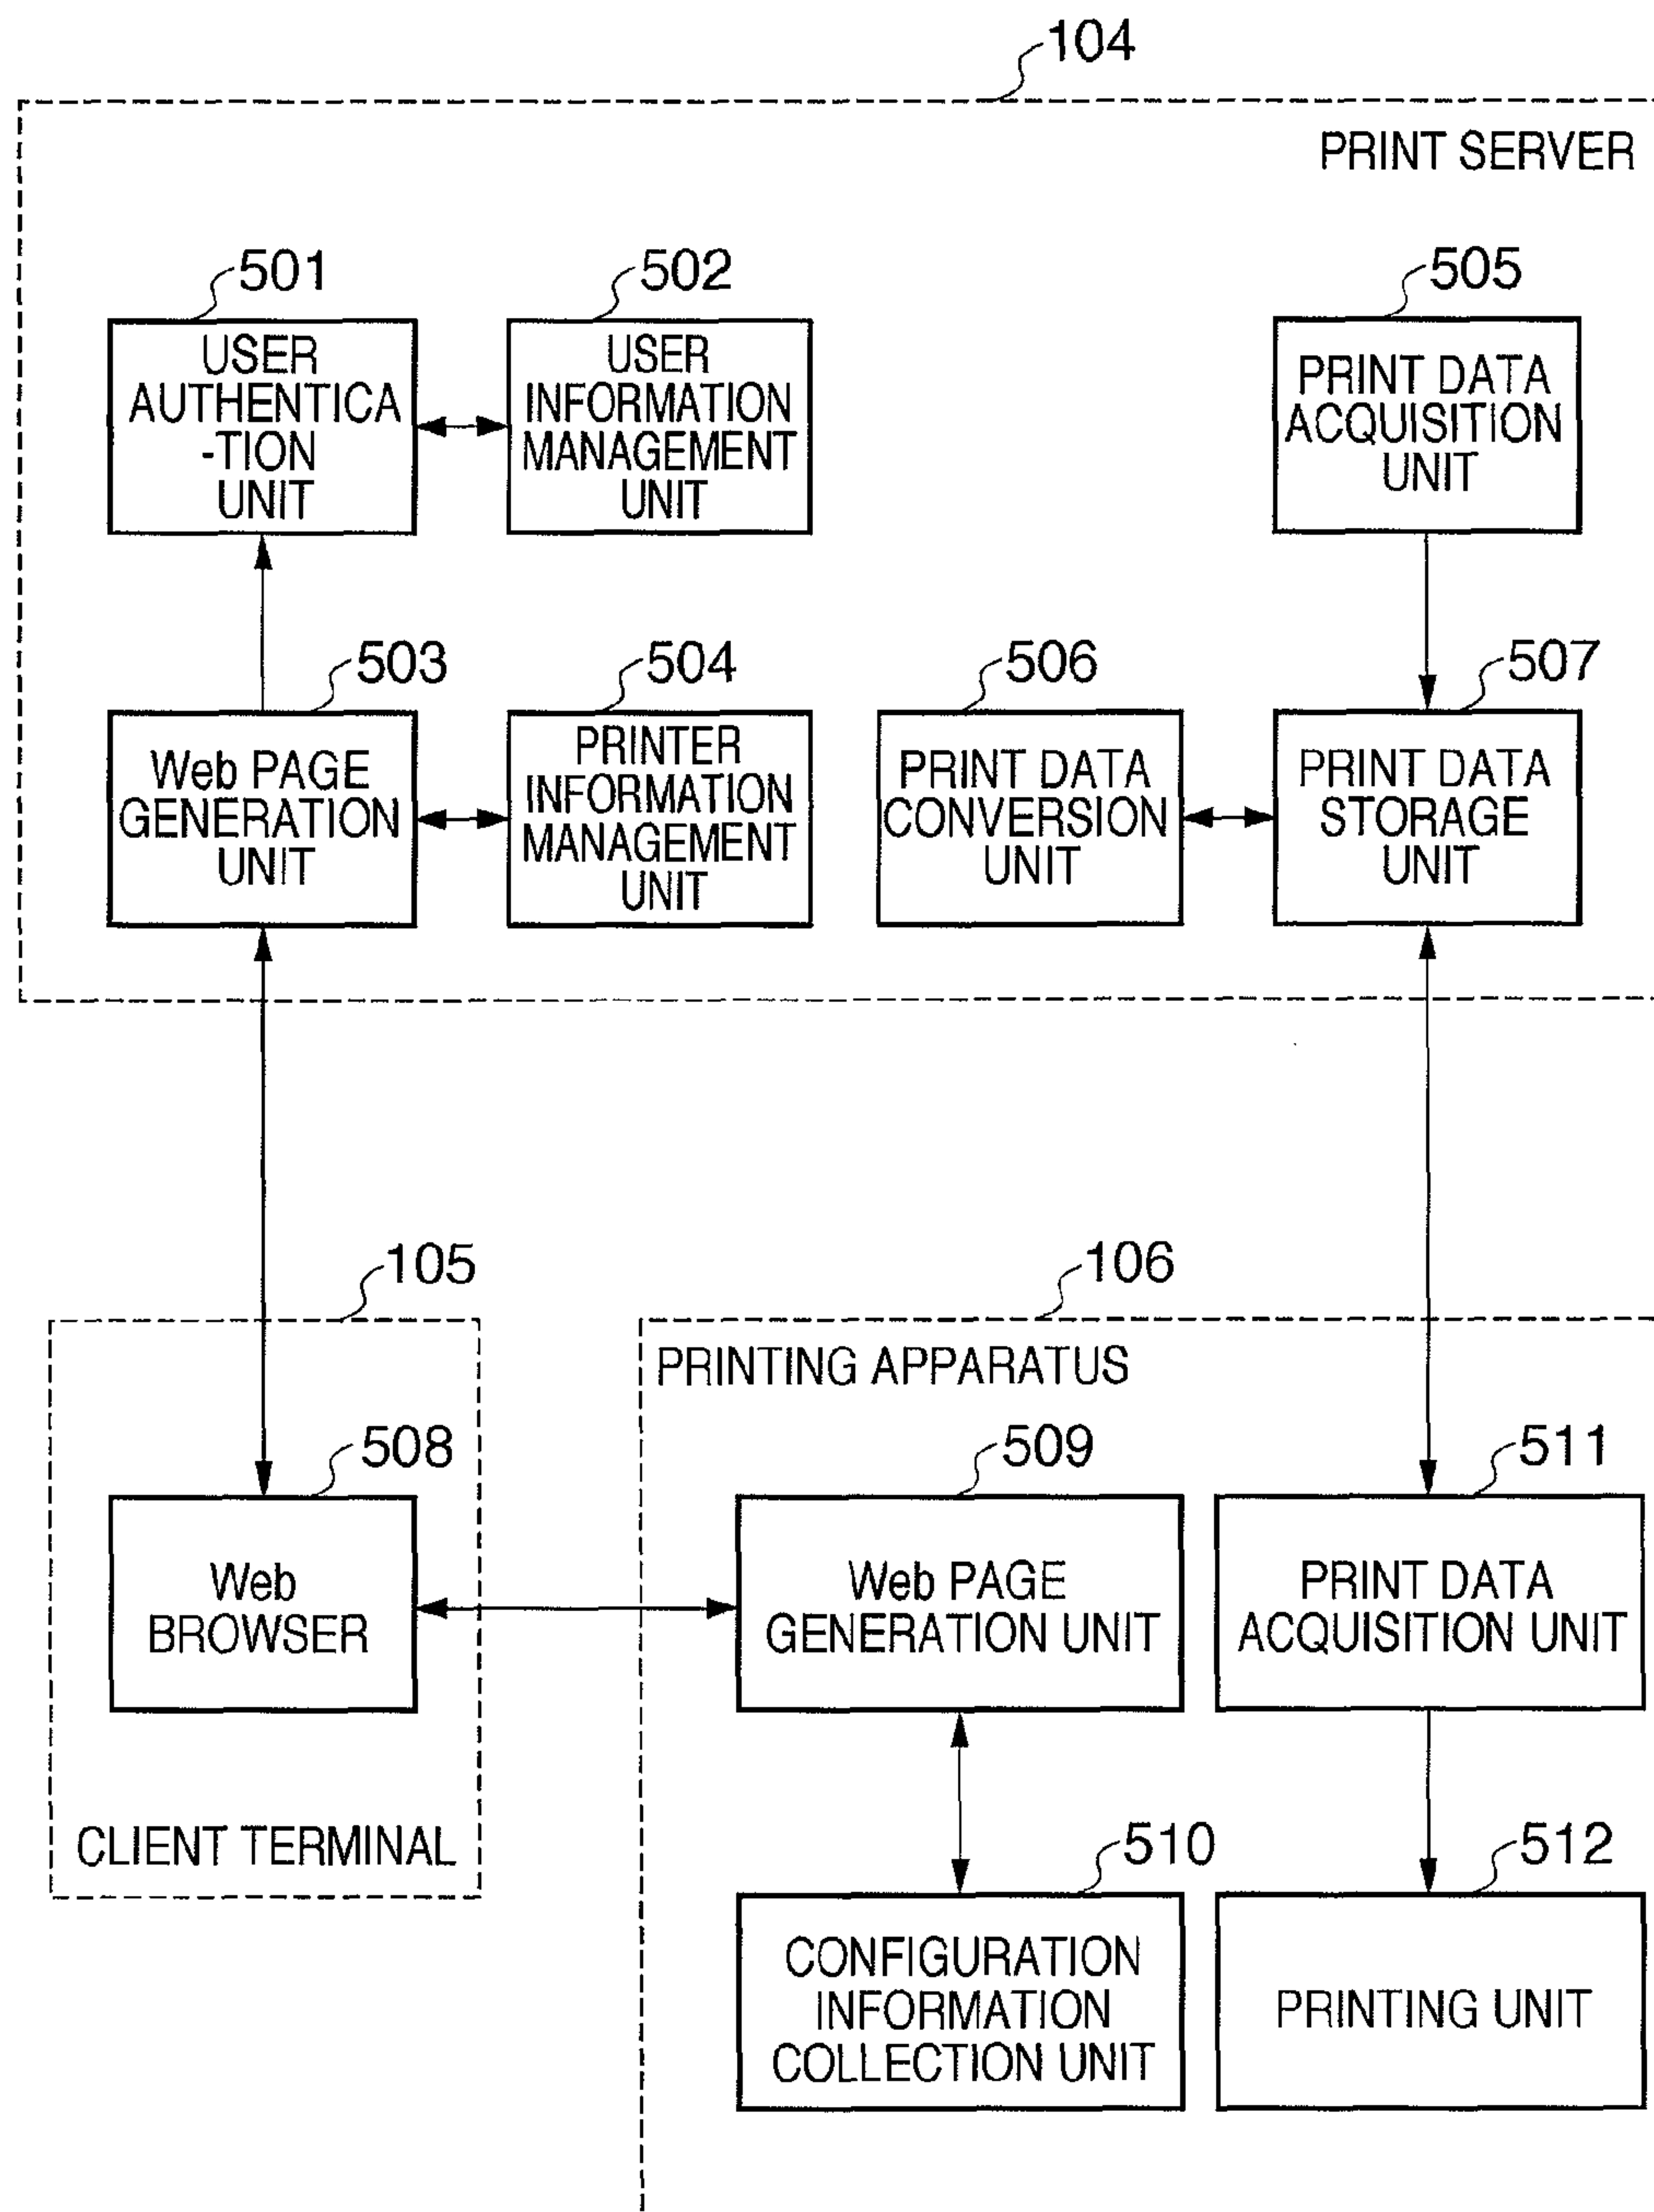 104
PRINT SERVER
501
USER
AUTHENTICA
-TION
UNIT
502
USER
INFORMATION
MANAGEMENT
UNIT
505
PRINT DATA
ACQUISITION
UNIT
503
Web PAGE
GENERATION
UNIT
504
PRINTER
INFORMATION
MANAGEMENT
UNIT
506
PRINT DATA
CONVERSION
UNIT
507
PRINT DATA
STORAGE
UNIT
105
508
Web
BROWSER
CLIENT TERMINAL
106
PRINTING APPARATUS
509
Web PAGE
GENERATION UNIT
511
PRINT DATA
ACQUISITION UNIT
510
CONFIGURATION
INFORMATION
COLLECTION UNIT
512
PRINTING UNIT